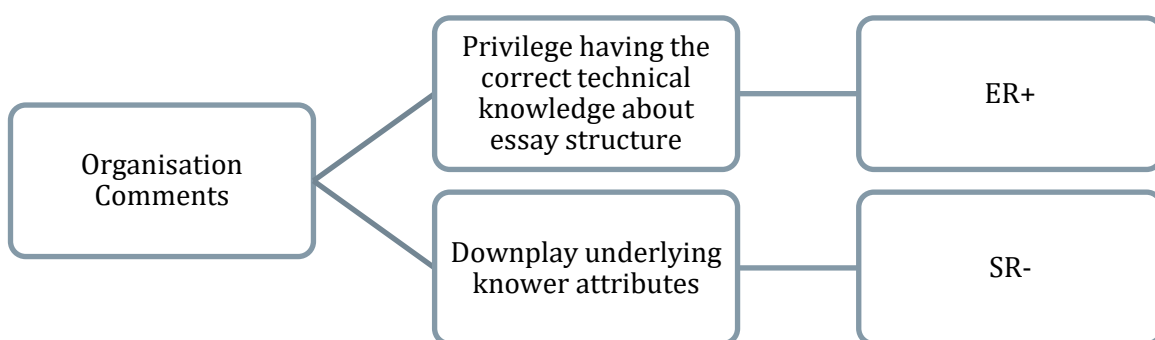 Organisation
Comments
Privilege having the
correct technical
knowledge about
essay structure
ER+
Downplay underlying
knower attributes
SR-